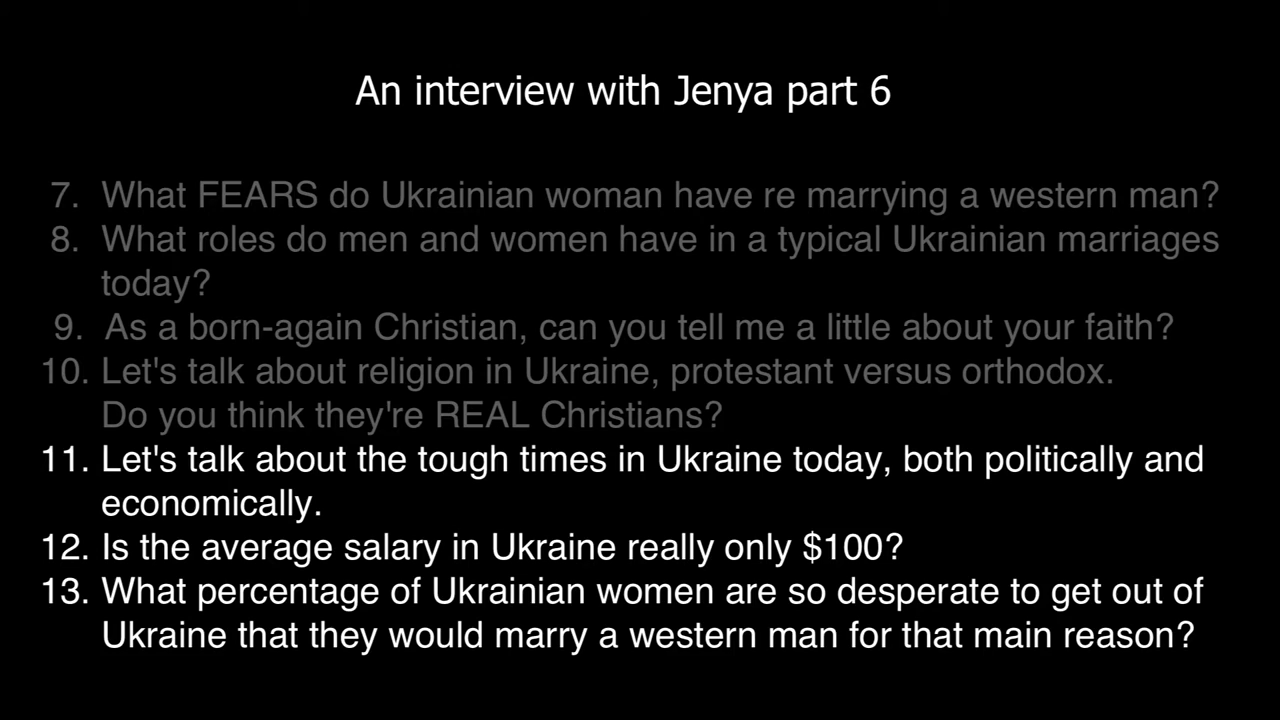 An interview with Jenya part 6
7. What FEARS do Ukrainian woman have re marrying a western man?
8. What roles do men and women have in a typical Ukrainian marriages
today?
9. As a born-again Christian, can you tell me a little about your faith?
10. Let's talk about religion in Ukraine, protestant versus orthodox.
Do you think they're REAL Christians?
11. Let's talk about the tough times in Ukraine today, both politically and
economically.
12. Is the average salary in Ukraine really only $100?
13. What percentage of Ukrainian women are so desperate to get out of
Ukraine that they would marry a western man for that main reason?